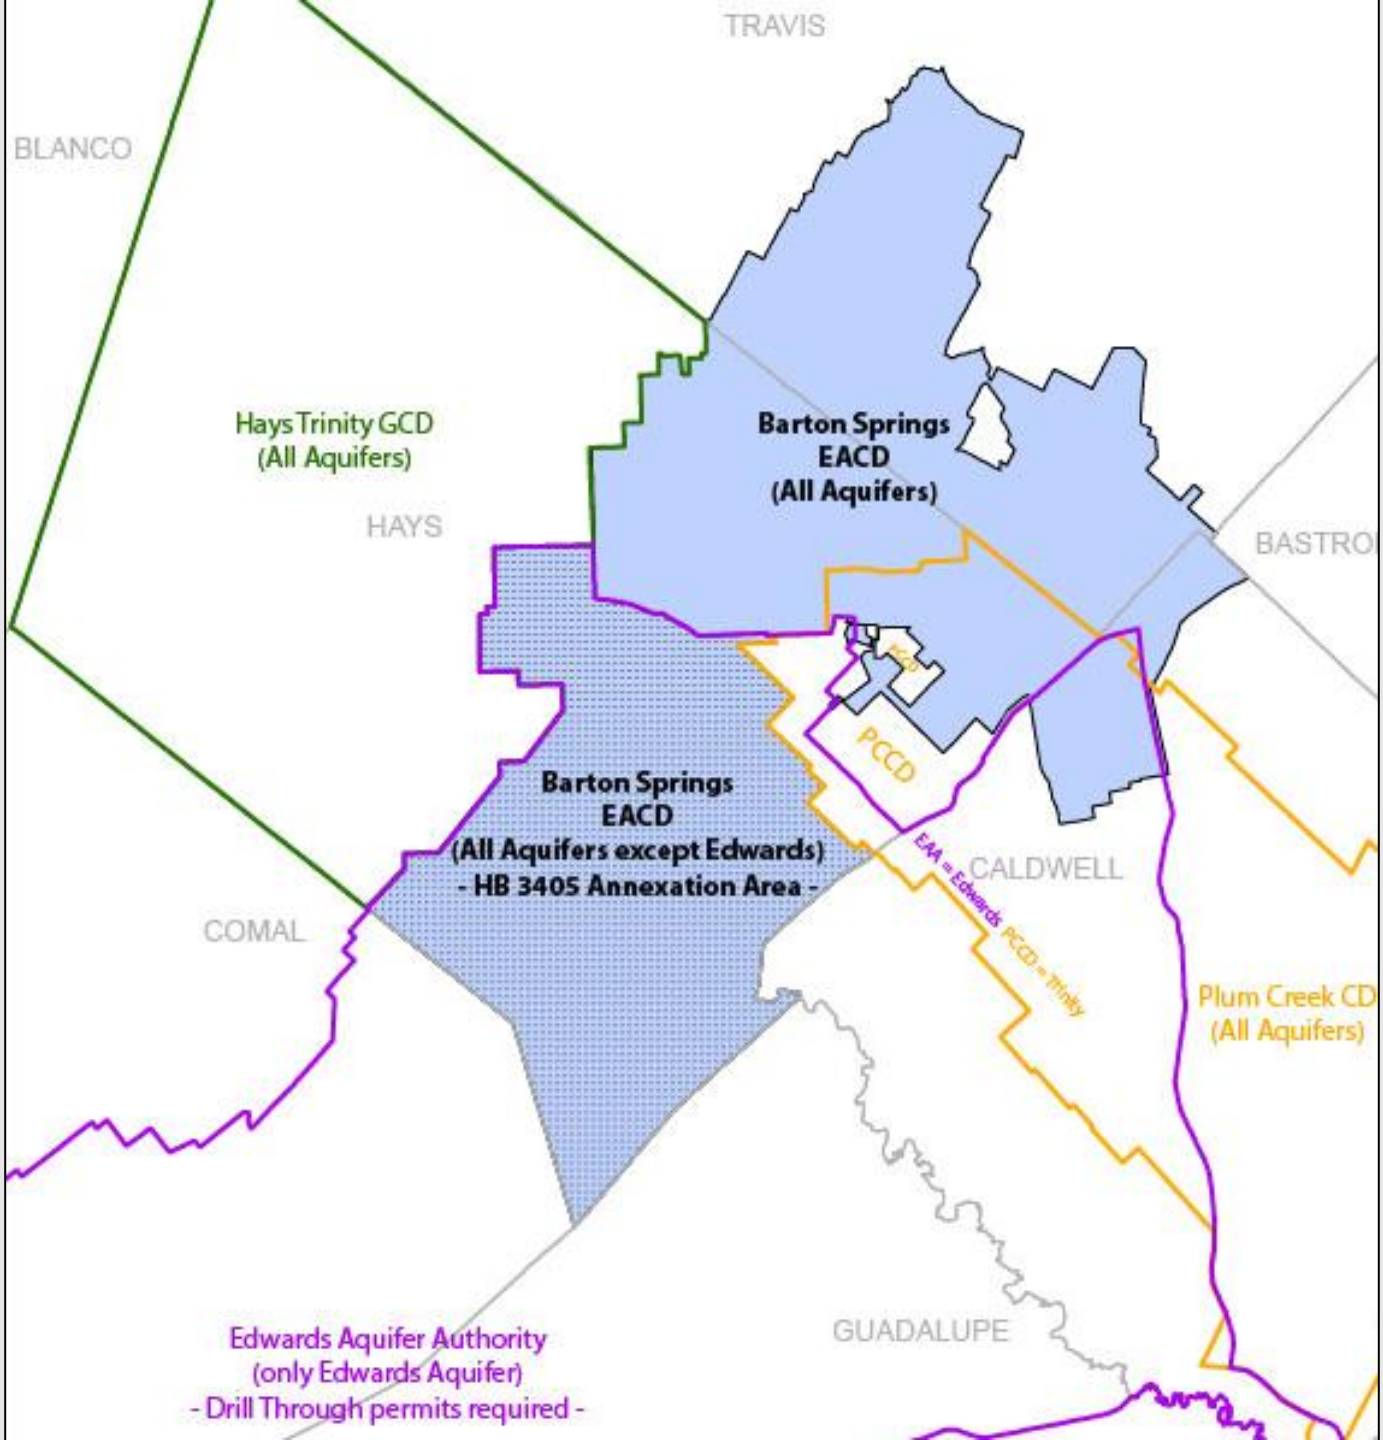 TRAVIS
BLANCO
Hays Trinity GCD
(All Aquifers)
Barton Springs
EACD
(All Aquifers)
HAYS
BASTRO
PCCD
PCCD
Barton Springs
EACD
(All Aquifers except Edwards)
- HB 3405 Annexation Area -
EAA = Edwards PCCD = Trinity
CALDWELL
COMAL
Plum Creek CD
(All Aquifers)
GUADALUPE
Edwards Aquifer Authority
(only Edwards Aquifer)
- Drill Through permits required -